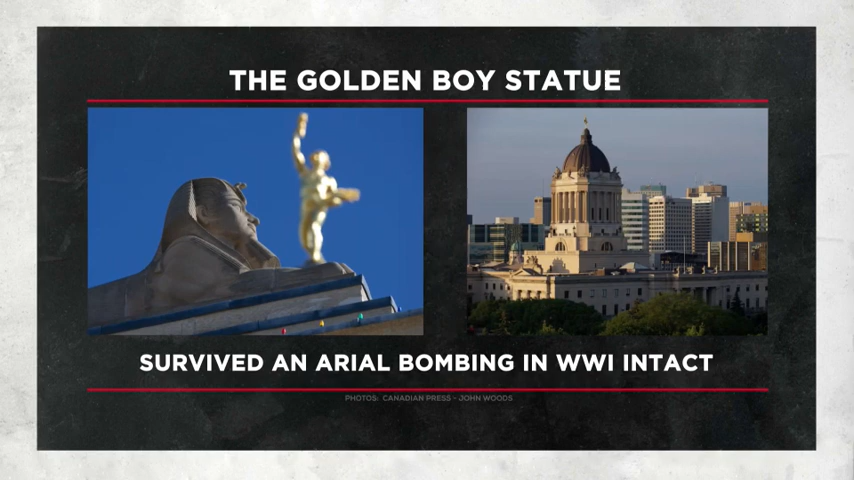 THE GOLDEN BOY STATUE
SURVIVED AN ARIAL BOMBING IN WWI INTACT
PHOTOS: CANADIAN PRESS - JOHN WOODS